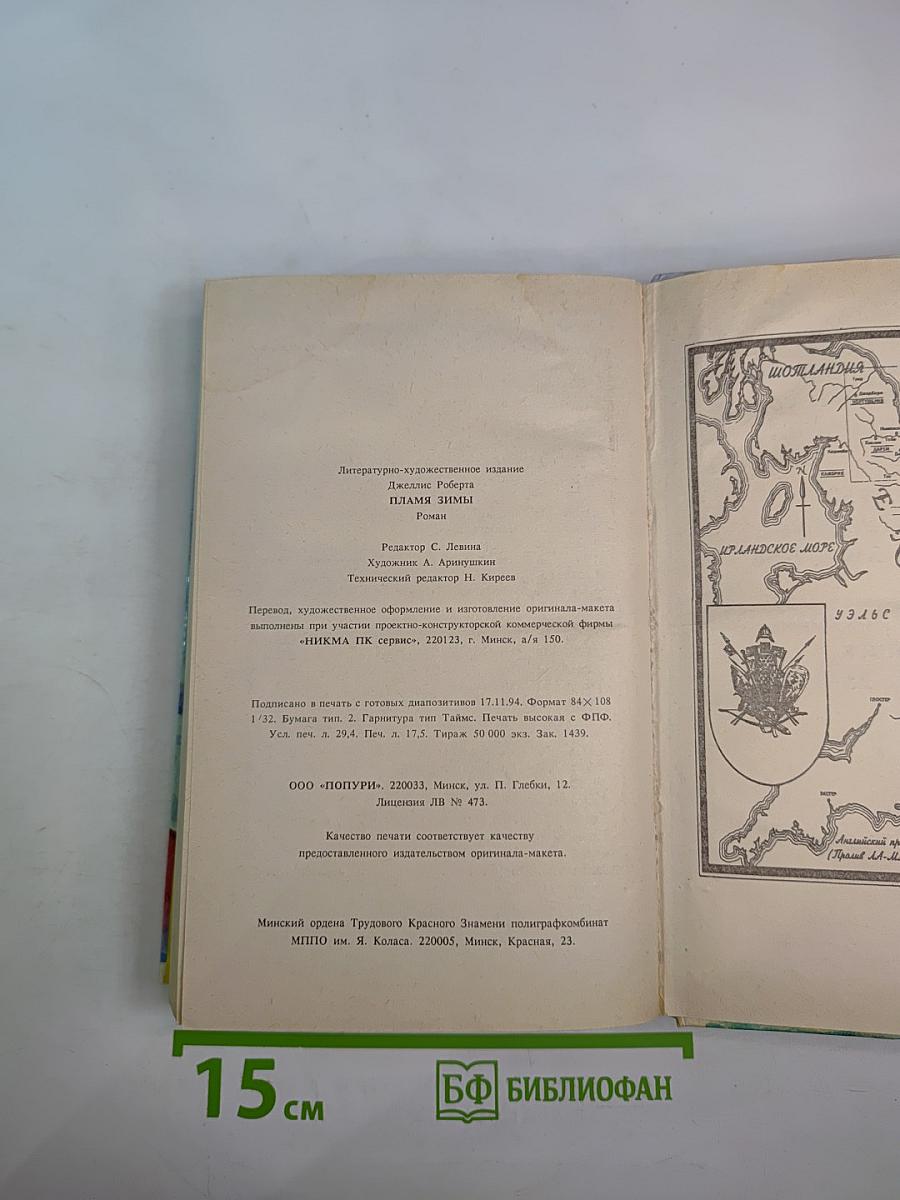 Литературно-художественное издание
Джеллис Роберта
ПЛАМЯ ЗИМЫ
Роман
Редактор С. Левина
Художник А. Аринушкин
Технический редактор Н. Киреев
Перевод, художественное оформление и изготовление оригинала-макета
выполнены при участии проектно-конструкторской коммерческой фирмы
«НИКМА ПК сервис», 220123, г. Минск, а/я 150.
Подписано в печать с готовых диапозитивов 17.11.94. Формат 84×108
1/32. Бумага тип. 2. Гарнитура тип Таймс. Печать высокая с ФПФ.
Усл. печ. л. 29,4. Печ. л. 17,5. Тираж 50 000 экз. Зак. 1439.
ООО «ПОПУРИ». 220033, Минск, ул. П. Глебки, 12.
Лицензия ЛВ № 473.
Качество печати соответствует качеству
предоставленного издательством оригинала-макета.
Минский ордена Трудового Красного Знамени полиграфкомбинат
МППО им. Я. Коласа. 220005, Минск, Красная, 23.
ШОТЛАНДИЯ
N
ИРЛАНДСКОЕ МОРЕ
УЭЛЬС
ГЛОСТЕР
ЭКСЕТЕР
Английский
(Пролив ЛА-М
15 см
БФ БИБЛИОФАН